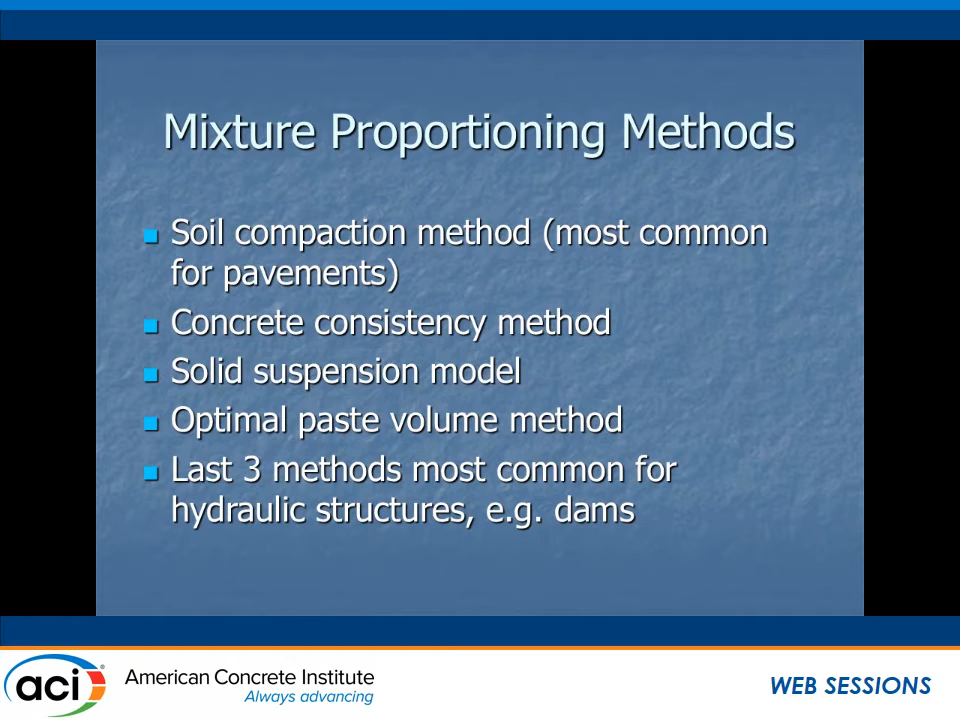 Mixture Proportioning Methods
Soil compaction method (most common
for pavements)
Concrete consistency method
Solid suspension model
Optimal paste volume method
Last 3 methods most common for
hydraulic structures, e.g. dams
aci®
American Concrete Institute
Always advancing
WEB SESSIONS